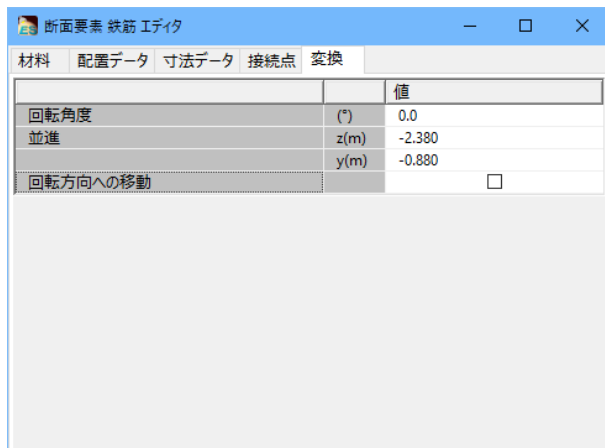 断面要素 鉄筋 エディタ
材料 配置データ 寸法データ 接続点 変換
値
回転角度 (°) 0.0
並進 z(m) -2.380
y(m) -0.880
回転方向への移動